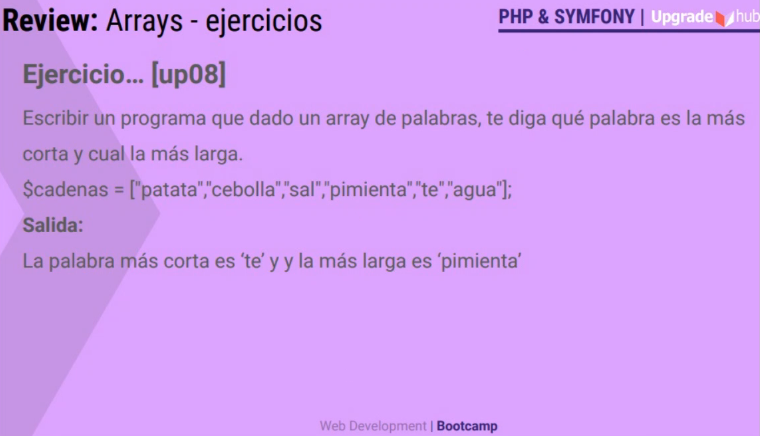 Review: Arrays - ejercicios
PHP & SYMFONY | Upgrade hub
Ejercicio... [up08]
Escribir un programa que dado un array de palabras, te diga qué palabra es la más
corta y cual la más larga.
$cadenas = ["patata","cebolla","sal","pimienta","te","agua"];
Salida:
La palabra más corta es ‘te’ y y la más larga es ‘pimienta’
Web Development | Bootcamp